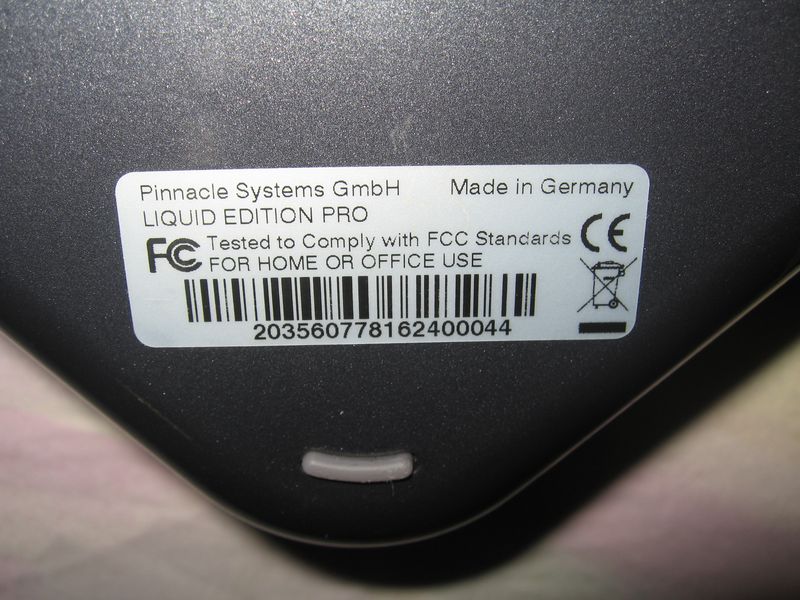 Pinnacle Systems GmbH Made in Germany
LIQUID EDITION PRO
FC Tested to Comply with FCC Standards CE
FOR HOME OR OFFICE USE
203560778162400044